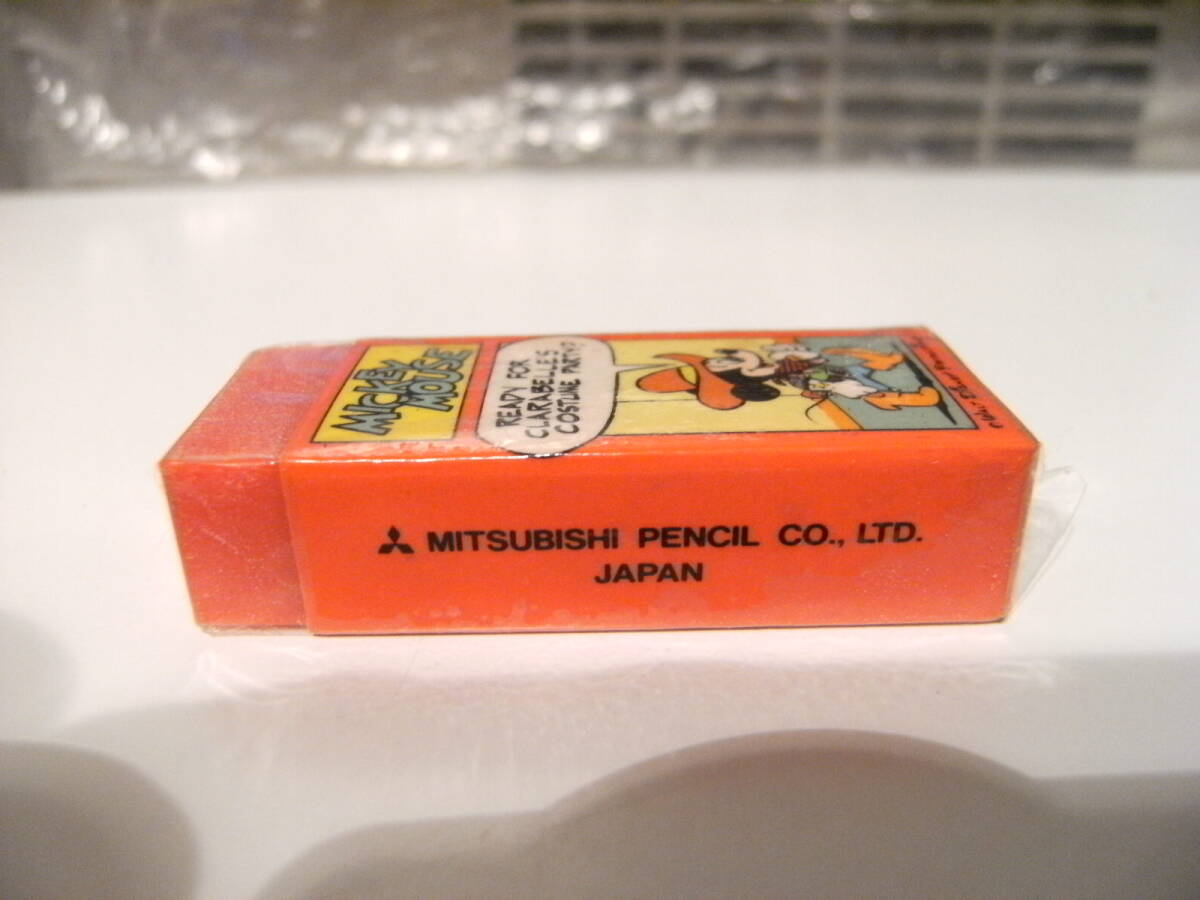 MICKEY
MOUSE
READY FOR
CLARABELLE'S
COSTUME PARTY?
MITSUBISHI PENCIL CO., LTD.
JAPAN